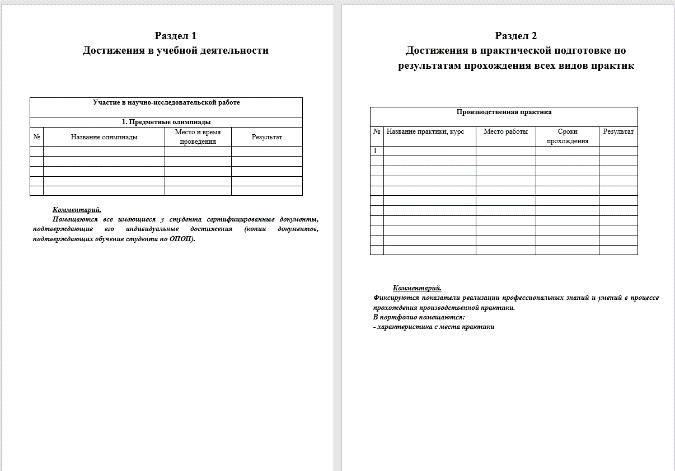 Раздел 1
Достижения в учебной деятельности
Участие в научно-исследовательской работе
1. Предметные олимпиады
№ Название олимпиады Место и время проведения Результат
Комментарий.
Помещаются все имеющиеся у студента сертифицированные документы,
подтверждающие его индивидуальные достижения (копии документов,
подтверждающих обучение студента по ОПОП).
Раздел 2
Достижения в практической подготовке по
результатам прохождения всех видов практик
Производственная практика
№ Название практики, курс Место работы Сроки прохождения Результат
1
Комментарий.
Фиксируются показатели реализации профессиональных знаний и умений в процессе
прохождения производственной практики.
В портфолио помещаются:
- характеристика с места практики